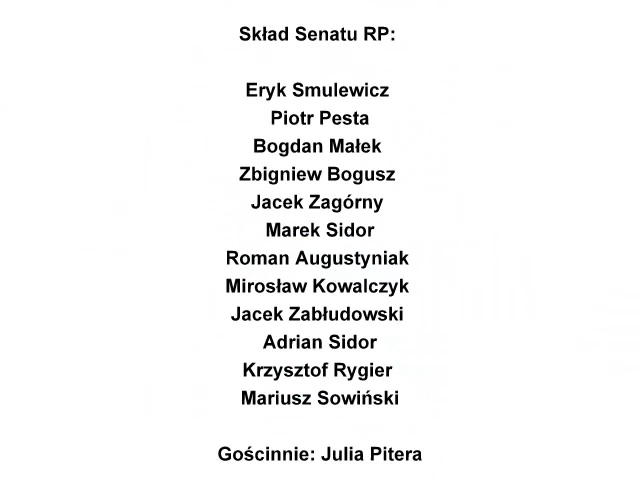 Skład Senatu RP:
Eryk Smulewicz
Piotr Pesta
Bogdan Małek
Zbigniew Bogusz
Jacek Zagórny
Marek Sidor
Roman Augustyniak
Mirosław Kowalczyk
Jacek Zabłudowski
Adrian Sidor
Krzysztof Rygier
Mariusz Sowiński
Gościnnie: Julia Pitera